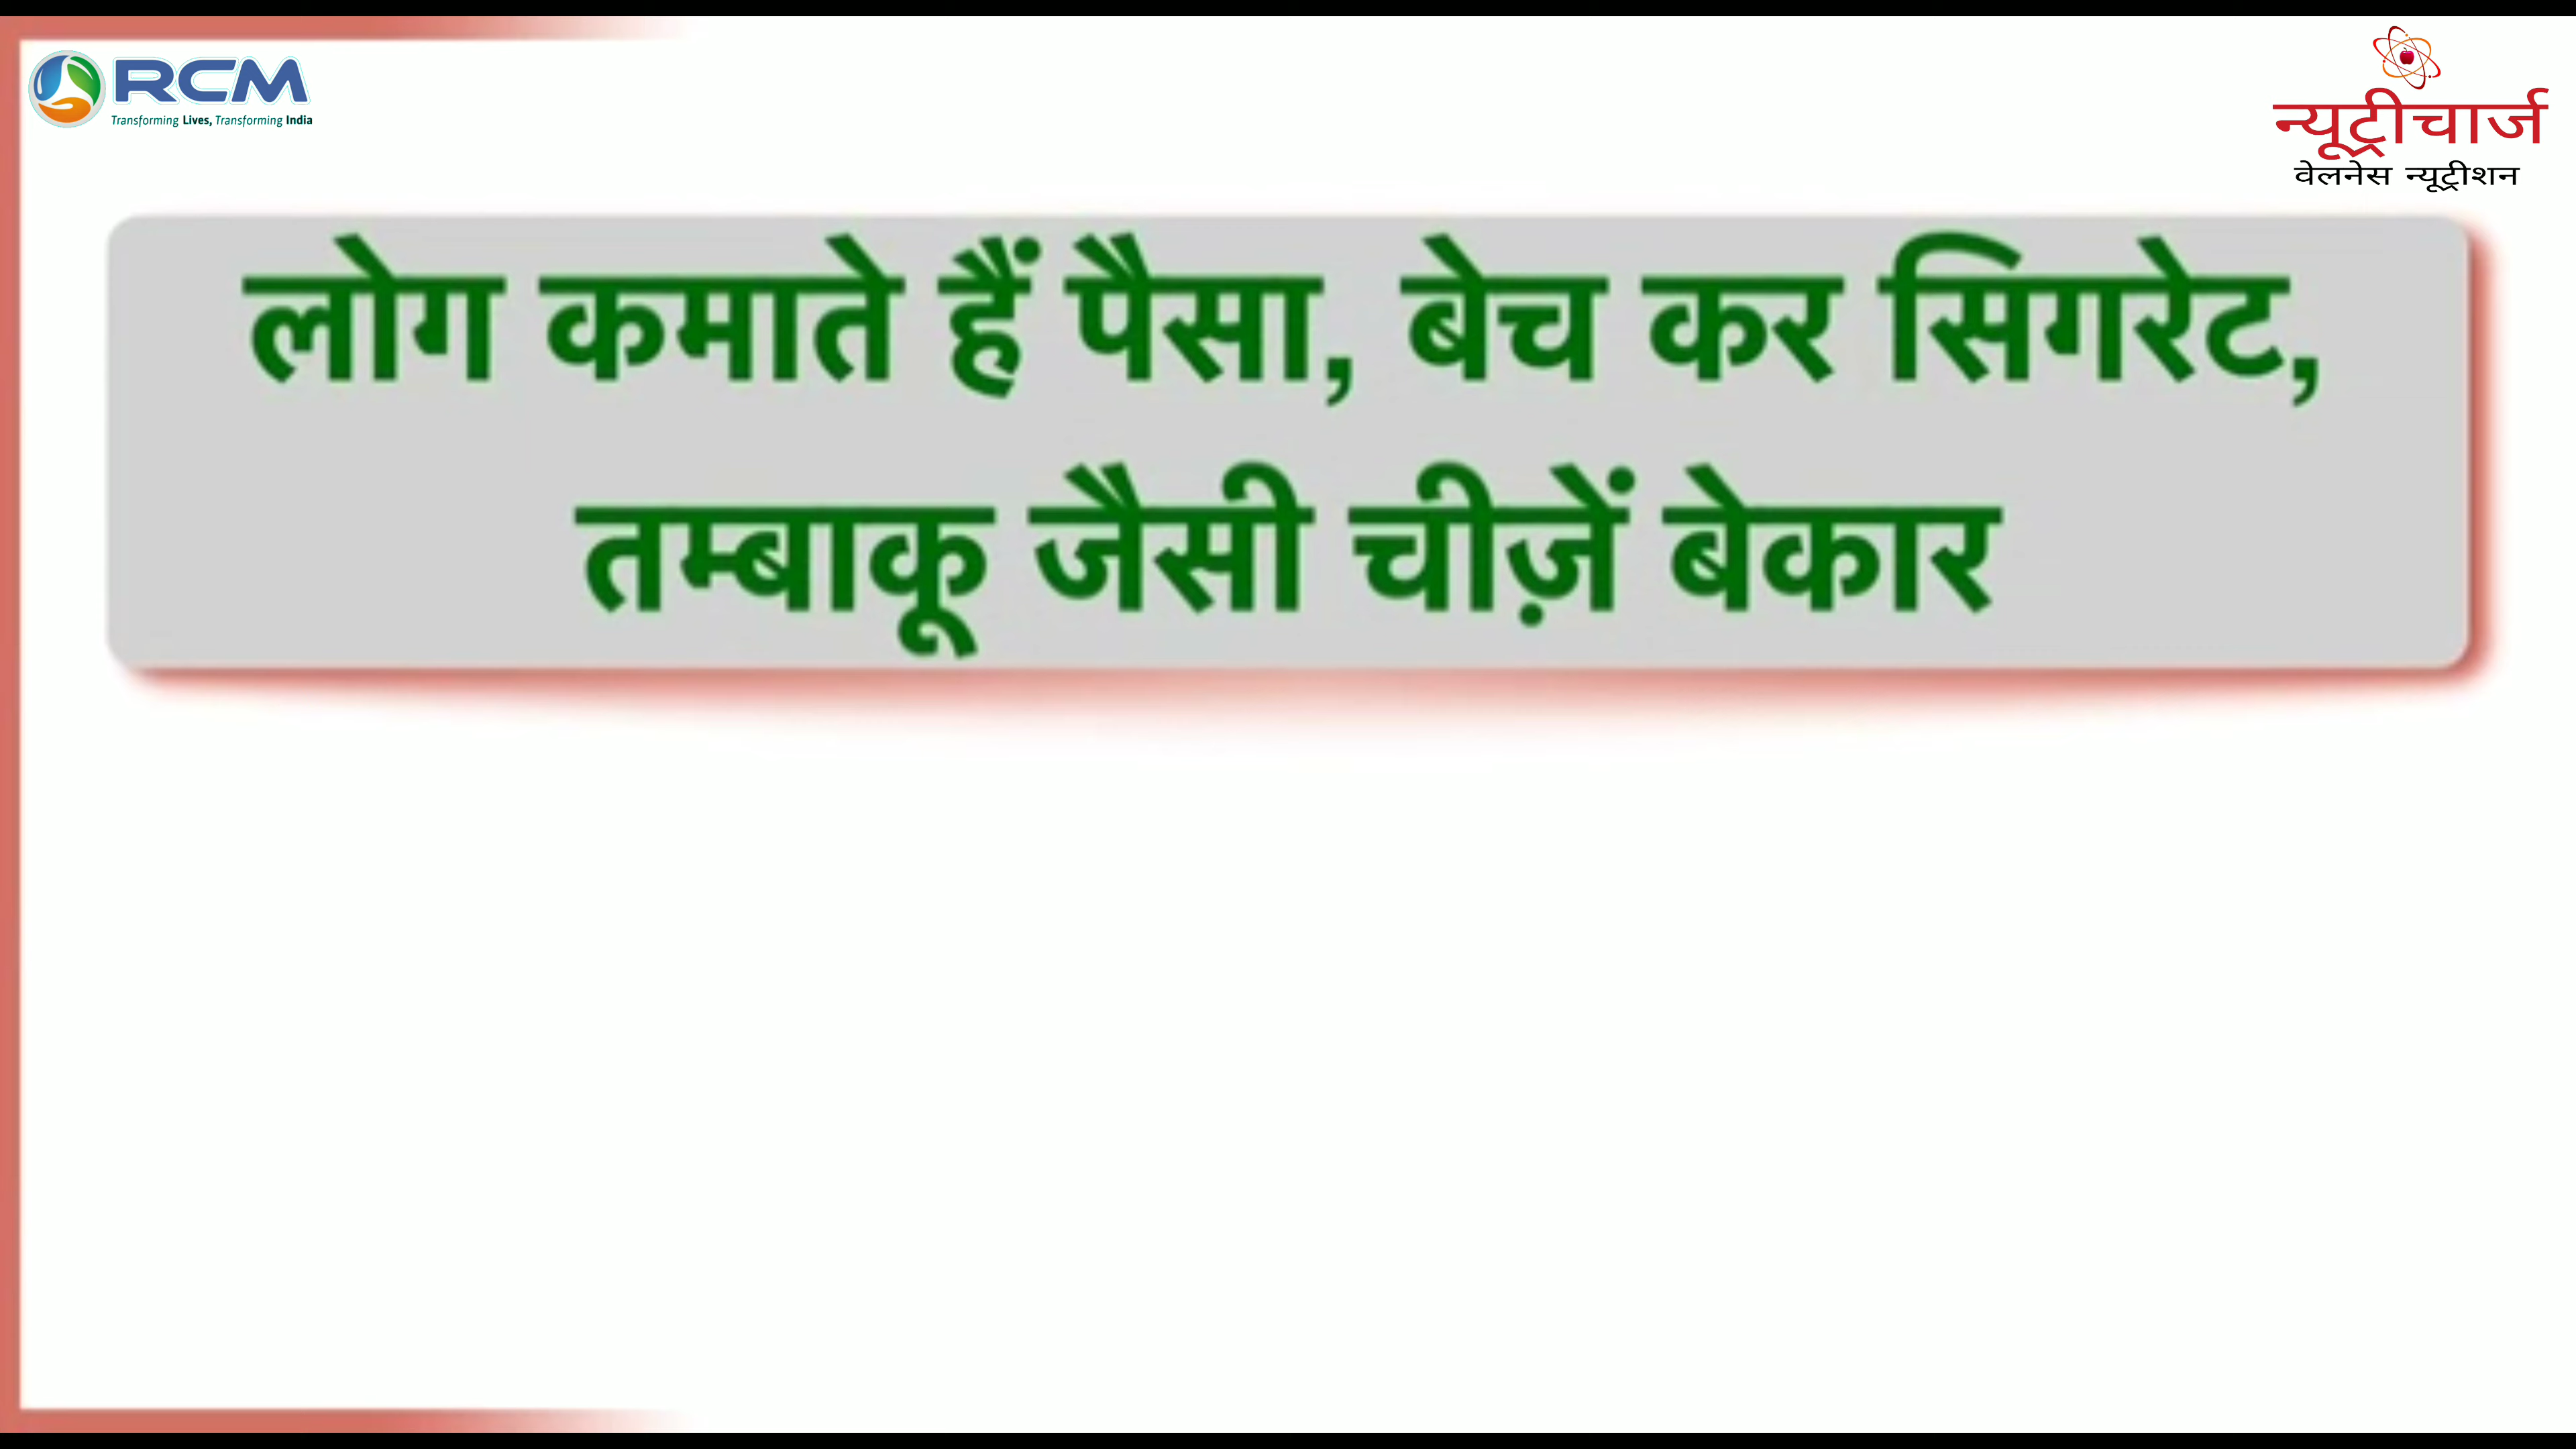 RCM
Transforming Lives, Transforming India
न्यूट्रीचार्ज
वेलनेस न्यूट्रीशन
लोग कमाते हैं पैसा, बेच कर सिगरेट,
तम्बाकू जैसी चीज़ें बेकार